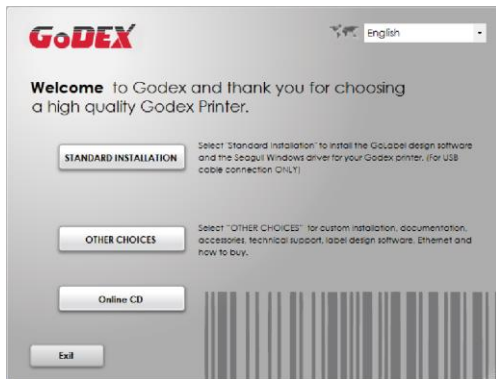 GoDEX
English
Welcome to Godex and thank you for choosing
a high quality Godex Printer.
STANDARD INSTALLATION
Select 'Standard Installation' to install the GoLabel design software
and the Seagull Windows driver for your Godex printer. (For USB
cable connection ONLY)
OTHER CHOICES
Select "OTHER CHOICES" for custom installation, documentation,
accessories, technical support, label design software, Ethernet and
how to buy.
Online CD
Exit